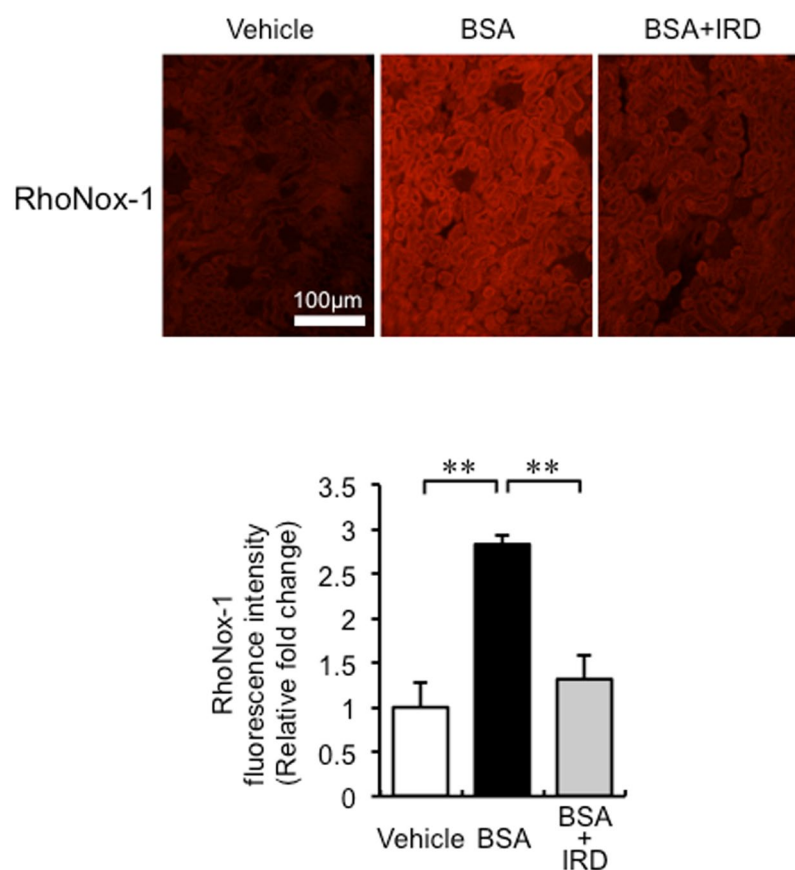 Vehicle BSA BSA+IRD
RhoNox-1
100μm
** **
RhoNox-1
fluorescence intensity
(Relative fold change)
3.5
3
2.5
2
1.5
1
0.5
0
Vehicle BSA BSA
+
IRD